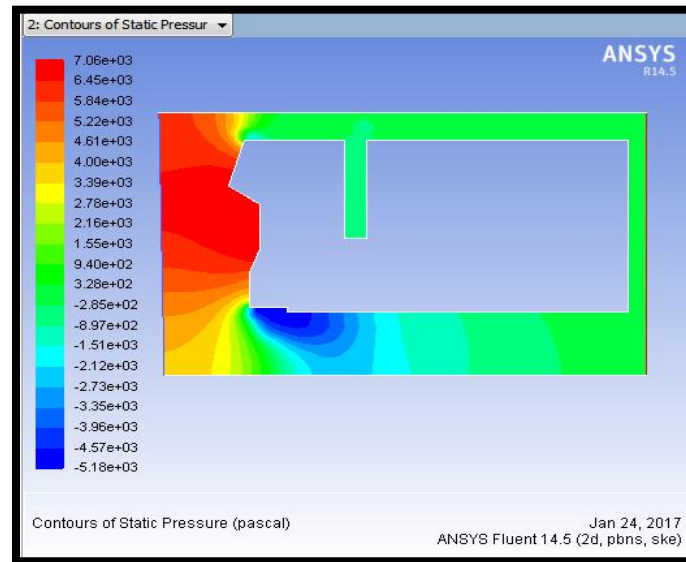 2: Contours of Static Pressur
ANSYS
R14.5
7.06e+03
6.45e+03
5.84e+03
5.22e+03
4.61e+03
4.00e+03
3.39e+03
2.78e+03
2.16e+03
1.55e+03
9.40e+02
3.28e+02
-2.85e+02
-8.97e+02
-1.51e+03
-2.12e+03
-2.73e+03
-3.35e+03
-3.96e+03
-4.57e+03
-5.18e+03
Contours of Static Pressure (pascal)
Jan 24, 2017
ANSYS Fluent 14.5 (2d, pbns, ske)